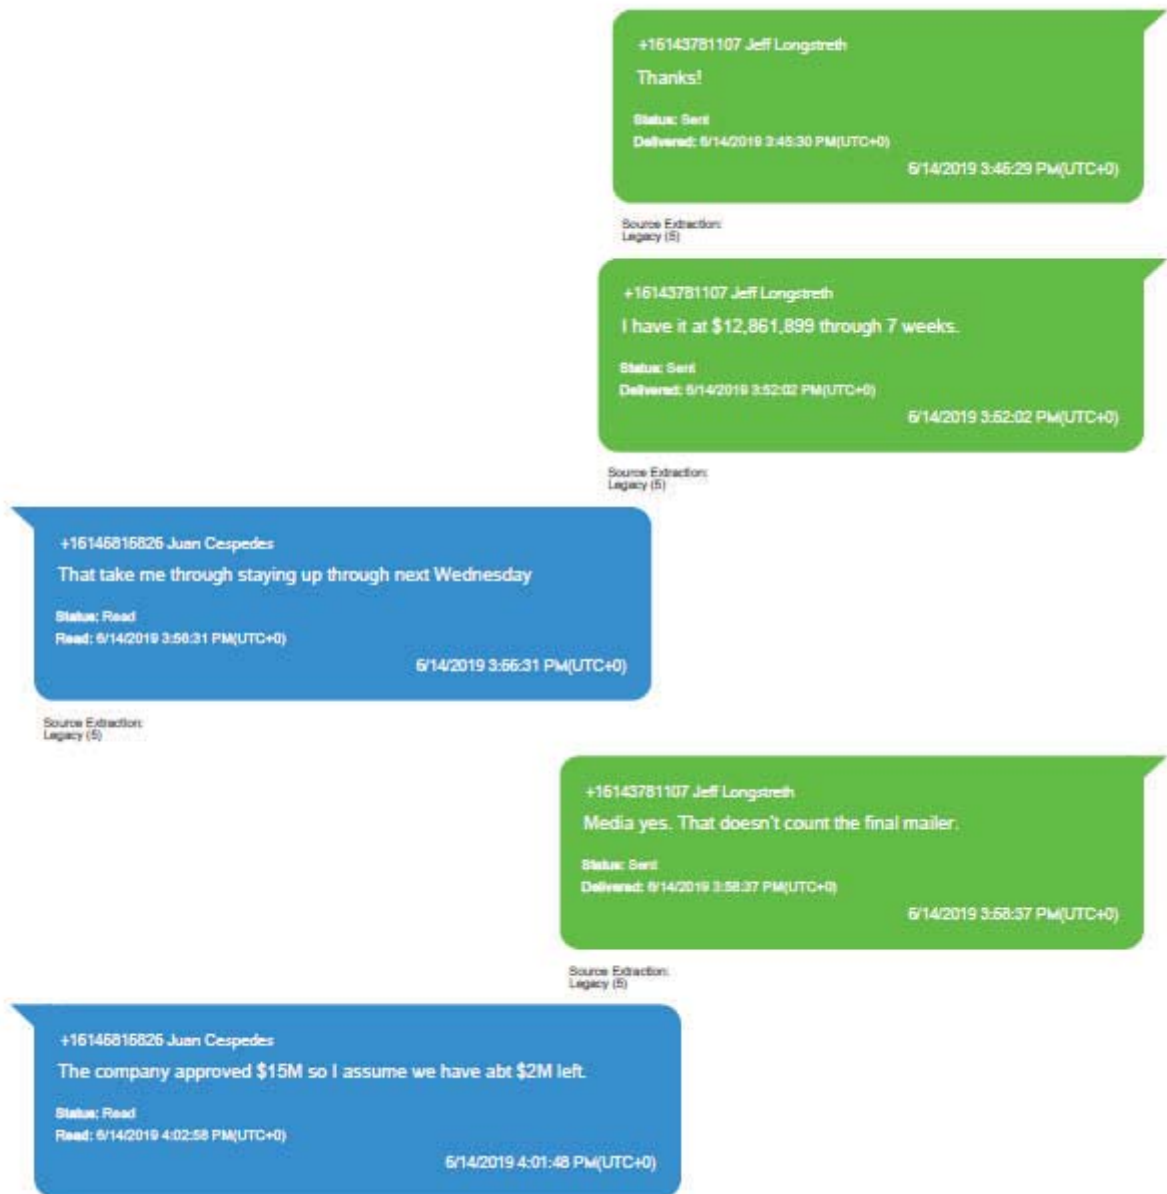 +16143781107 Jeff Longstreth
Thanks!
Status: Sent
Delivered: 6/14/2019 3:45:30 PM(UTC+0)
6/14/2019 3:45:29 PM(UTC+0)
Source Extraction:
Legacy (5)
+16143781107 Jeff Longstreth
I have it at $12,861,899 through 7 weeks.
Status: Sent
Delivered: 6/14/2019 3:52:02 PM(UTC+0)
6/14/2019 3:52:02 PM(UTC+0)
Source Extraction:
Legacy (5)
Juan Cespedes
That take me through staying up through next Wednesday
Status: Read
Read: 6/14/2019 3:56:31 PM(UTC+0)
6/14/2019 3:56:31 PM(UTC+0)
Source Extraction:
Legacy (5)
+16143781107 Jeff Longstreth
Media yes. That doesn't count the final mailer.
Status: Sent
Delivered: 6/14/2019 3:58:37 PM(UTC+0)
6/14/2019 3:58:37 PM(UTC+0)
Source Extraction:
Legacy (5)
Juan Cespedes
The company approved $15M so I assume we have abt $2M left.
Status: Read
Read: 6/14/2019 4:02:58 PM(UTC+0)
6/14/2019 4:01:48 PM(UTC+0)